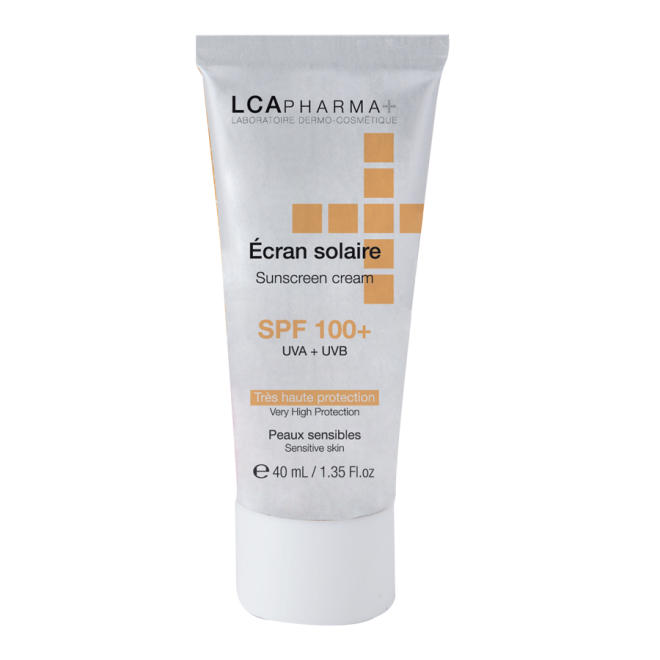 LCAPHARMA+
LABORATOIRE DERMO-COSMÉTIQUE
Écran solaire
Sunscreen cream
SPF 100+
UVA + UVB
Très haute protection
Very High Protection
Peaux sensibles
Sensitive skin
℮ 40 mL / 1.35 Fl.oz